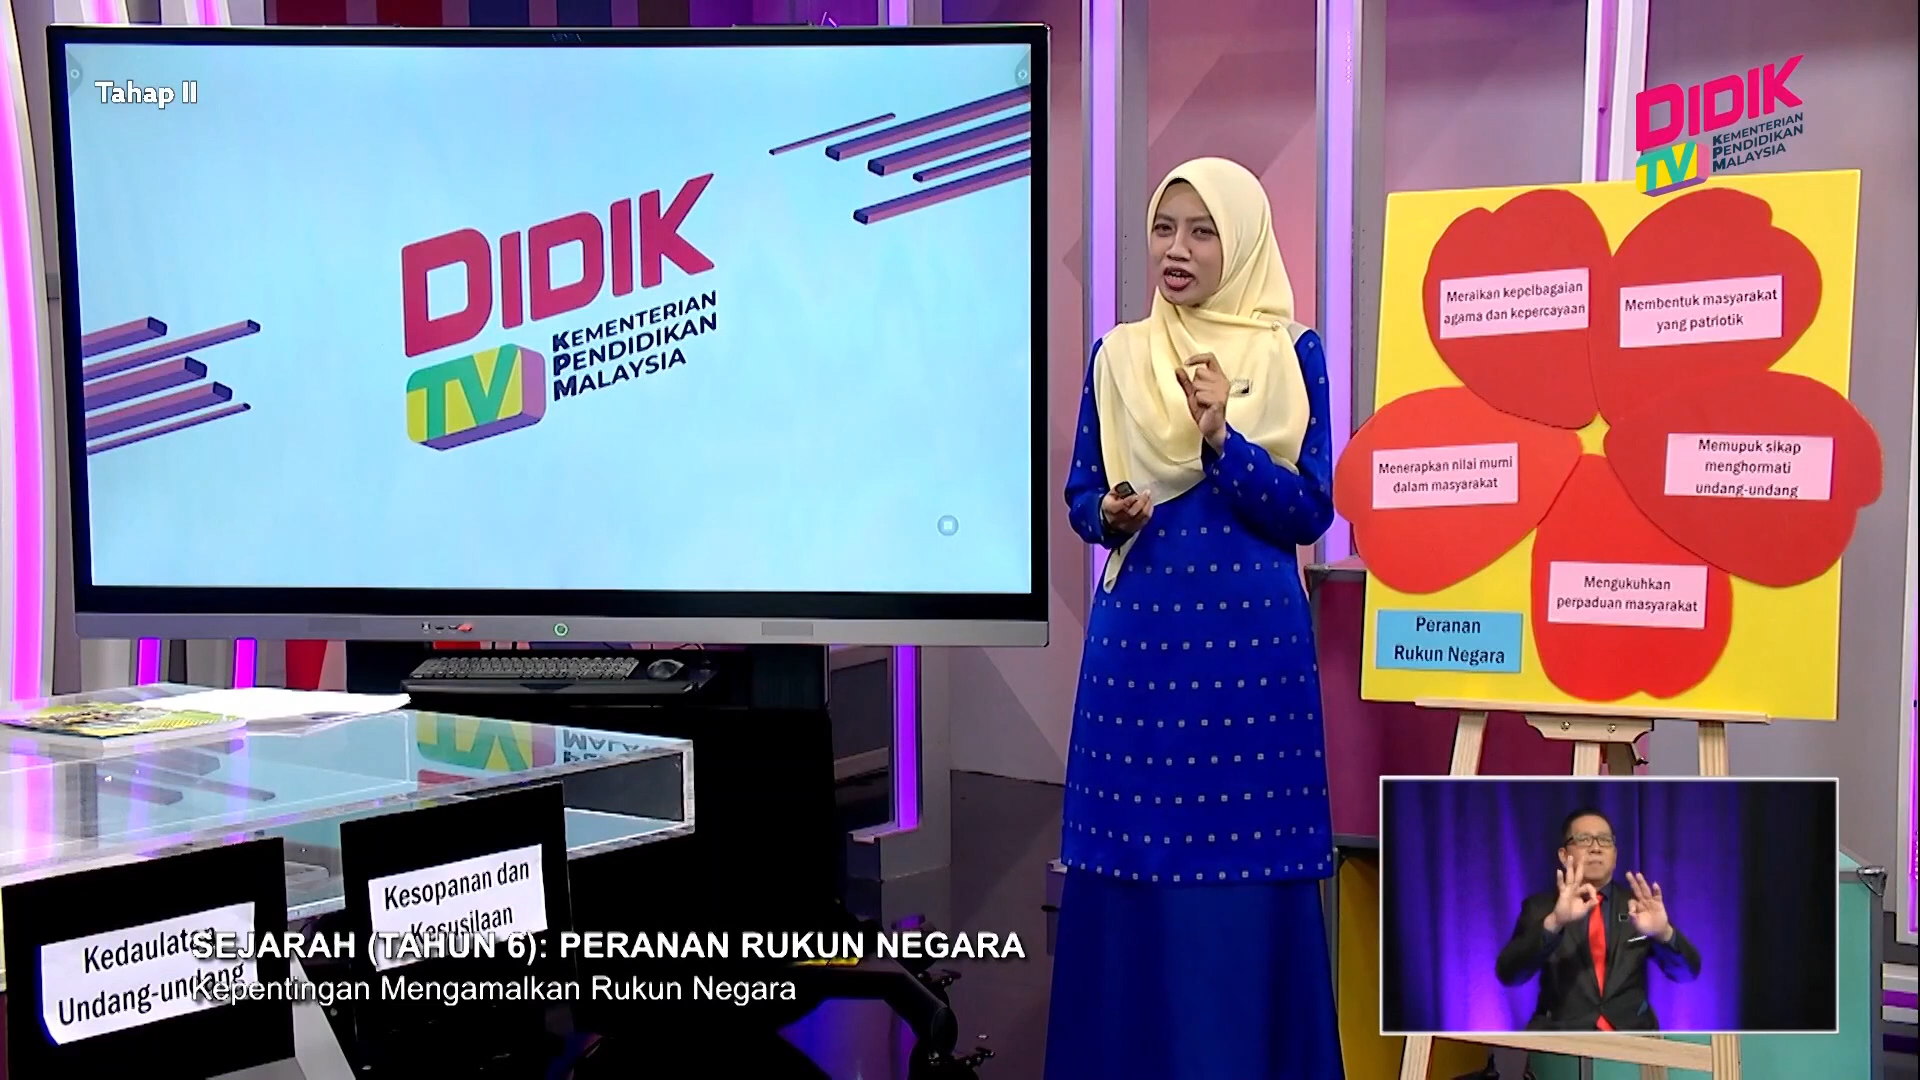 Tahap II
DIDIK
TV
KEMENTERIAN
PENDIDIKAN
MALAYSIA
DIDIK
TV
KEMENTERIAN
PENDIDIKAN
MALAYSIA
Meraikan kepelbagaian
agama dan kepercayaan
Membentuk masyarakat
yang patriotik
Menerapkan nilai murni
dalam masyarakat
Memupuk sikap
menghormati
undang-undang
Mengukuhkan
perpaduan masyarakat
Peranan
Rukun Negara
Kesopanan dan
Kesusilaan
Kedaulatan
Undang-undang
SEJARAH (TAHUN 6): PERANAN RUKUN NEGARA
Kepentingan Mengamalkan Rukun Negara